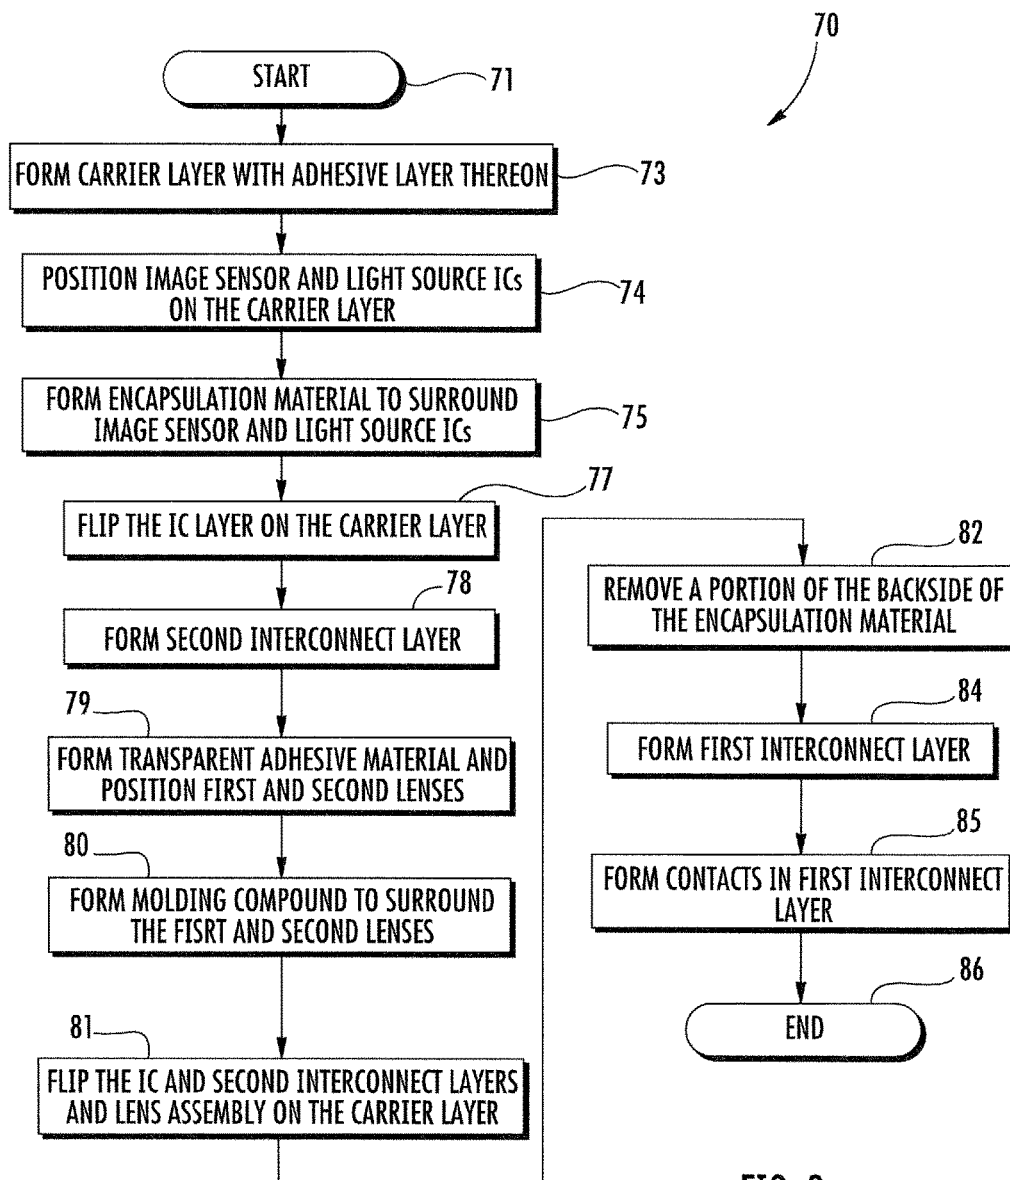 70
START
71
FORM CARRIER LAYER WITH ADHESIVE LAYER THEREON
73
POSITION IMAGE SENSOR AND LIGHT SOURCE ICs
ON THE CARRIER LAYER
74
FORM ENCAPSULATION MATERIAL TO SURROUND
IMAGE SENSOR AND LIGHT SOURCE ICs
75
77
FLIP THE IC LAYER ON THE CARRIER LAYER
78
FORM SECOND INTERCONNECT LAYER
79
FORM TRANSPARENT ADHESIVE MATERIAL AND
POSITION FIRST AND SECOND LENSES
80
FORM MOLDING COMPOUND TO SURROUND
THE FISRT AND SECOND LENSES
81
FLIP THE IC AND SECOND INTERCONNECT LAYERS
AND LENS ASSEMBLY ON THE CARRIER LAYER
82
REMOVE A PORTION OF THE BACKSIDE OF
THE ENCAPSULATION MATERIAL
84
FORM FIRST INTERCONNECT LAYER
85
FORM CONTACTS IN FIRST INTERCONNECT
LAYER
86
END